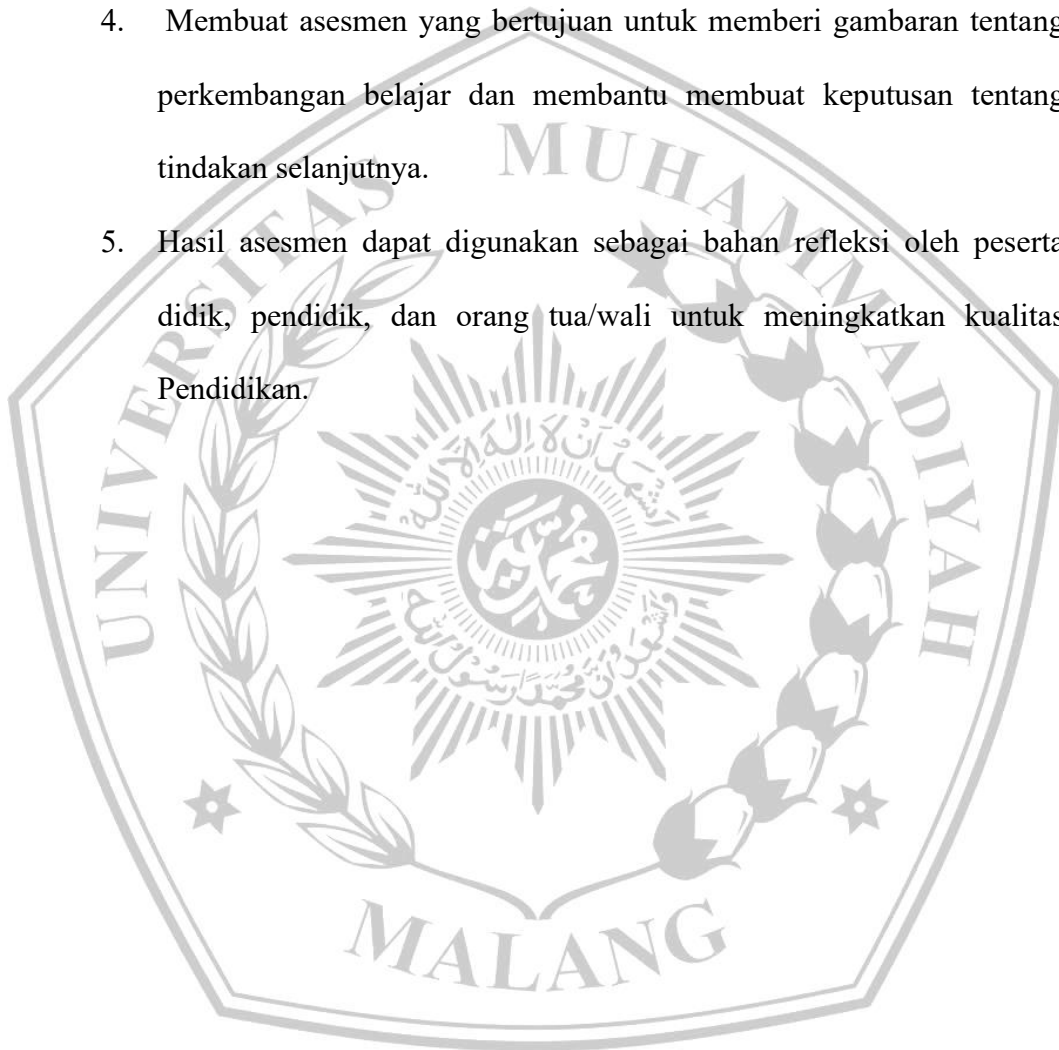 4. Membuat asesmen yang bertujuan untuk memberi gambaran tentang
perkembangan belajar dan membantu membuat keputusan tentang
tindakan selanjutnya.
5. Hasil asesmen dapat digunakan sebagai bahan refleksi oleh peserta
didik, pendidik, dan orang tua/wali untuk meningkatkan kualitas
Pendidikan.
UNIVERSITAS MUHAMMADIYAH
MALANG